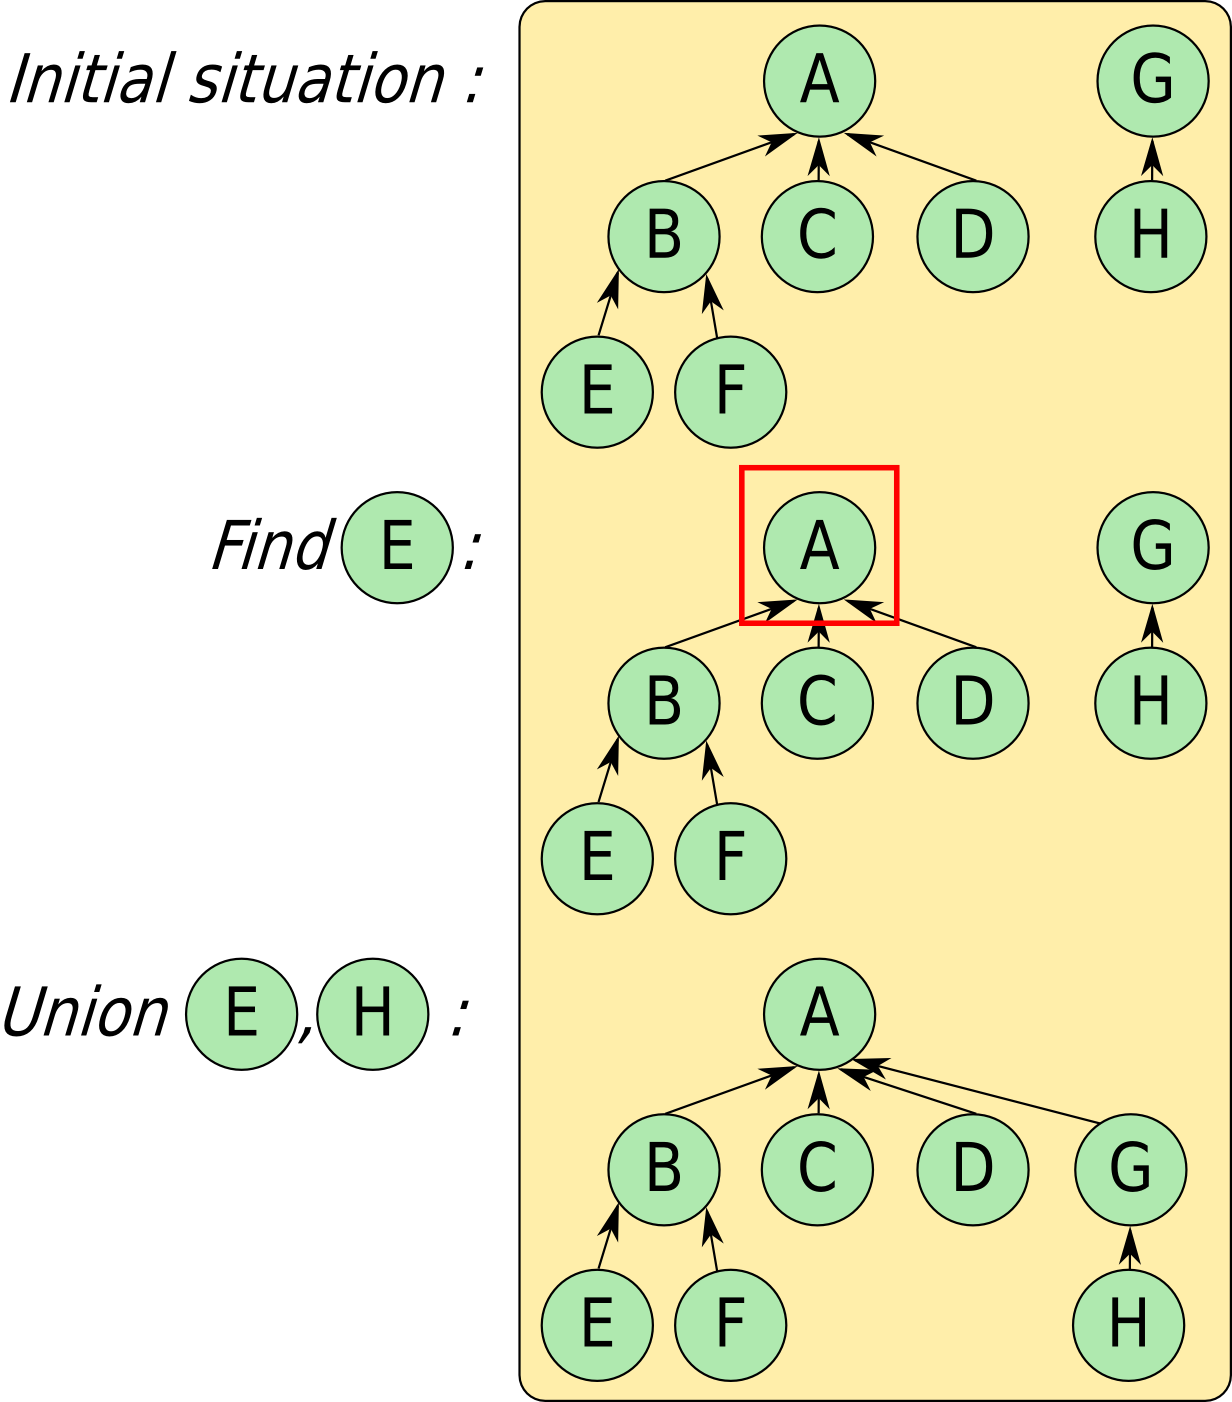 Initial situation :
A G
B C D H
E F
Find E :
A G
B C D H
E F
Union E , H :
A
B C D G
E F H